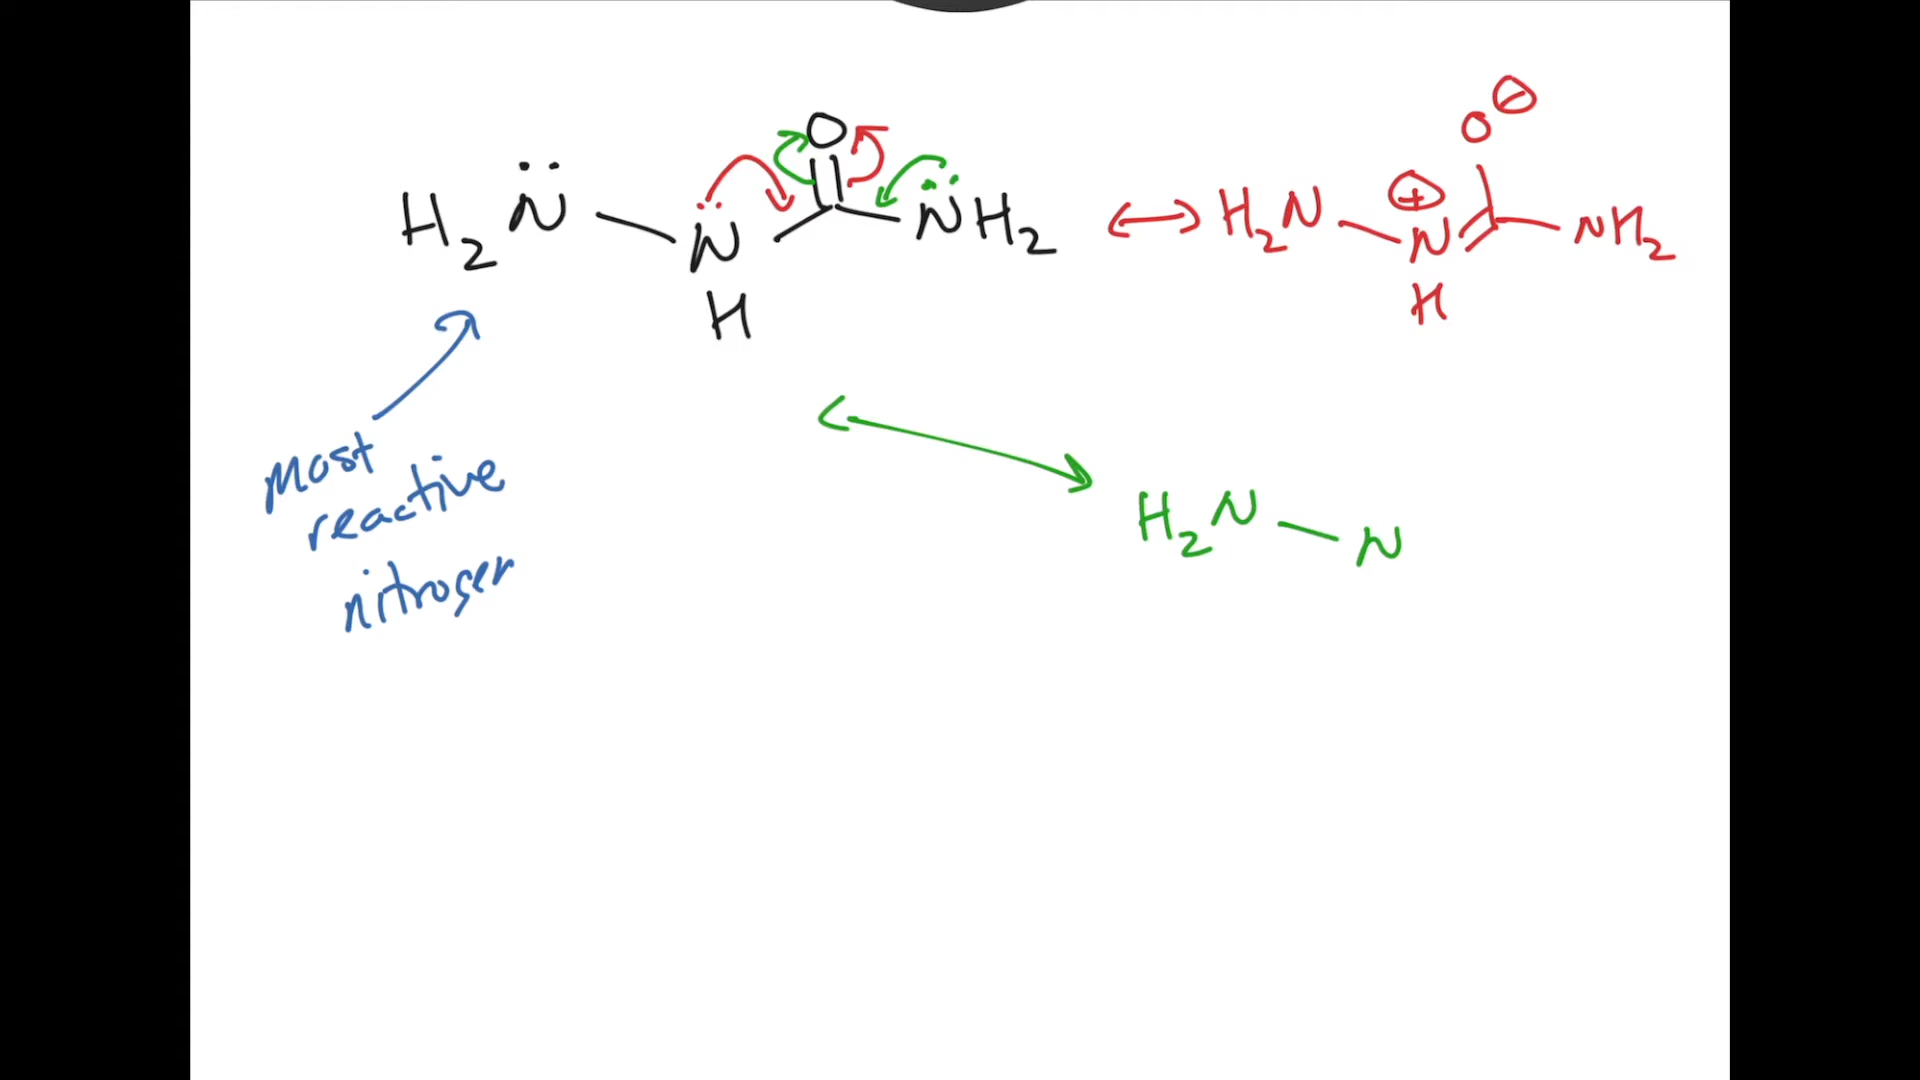 O
O ⊖
H₂N̈ N̈ N̈H₂ ⟷ H₂N ⊕ N NH₂
H H
most
reactive
nitrogen
H₂N N